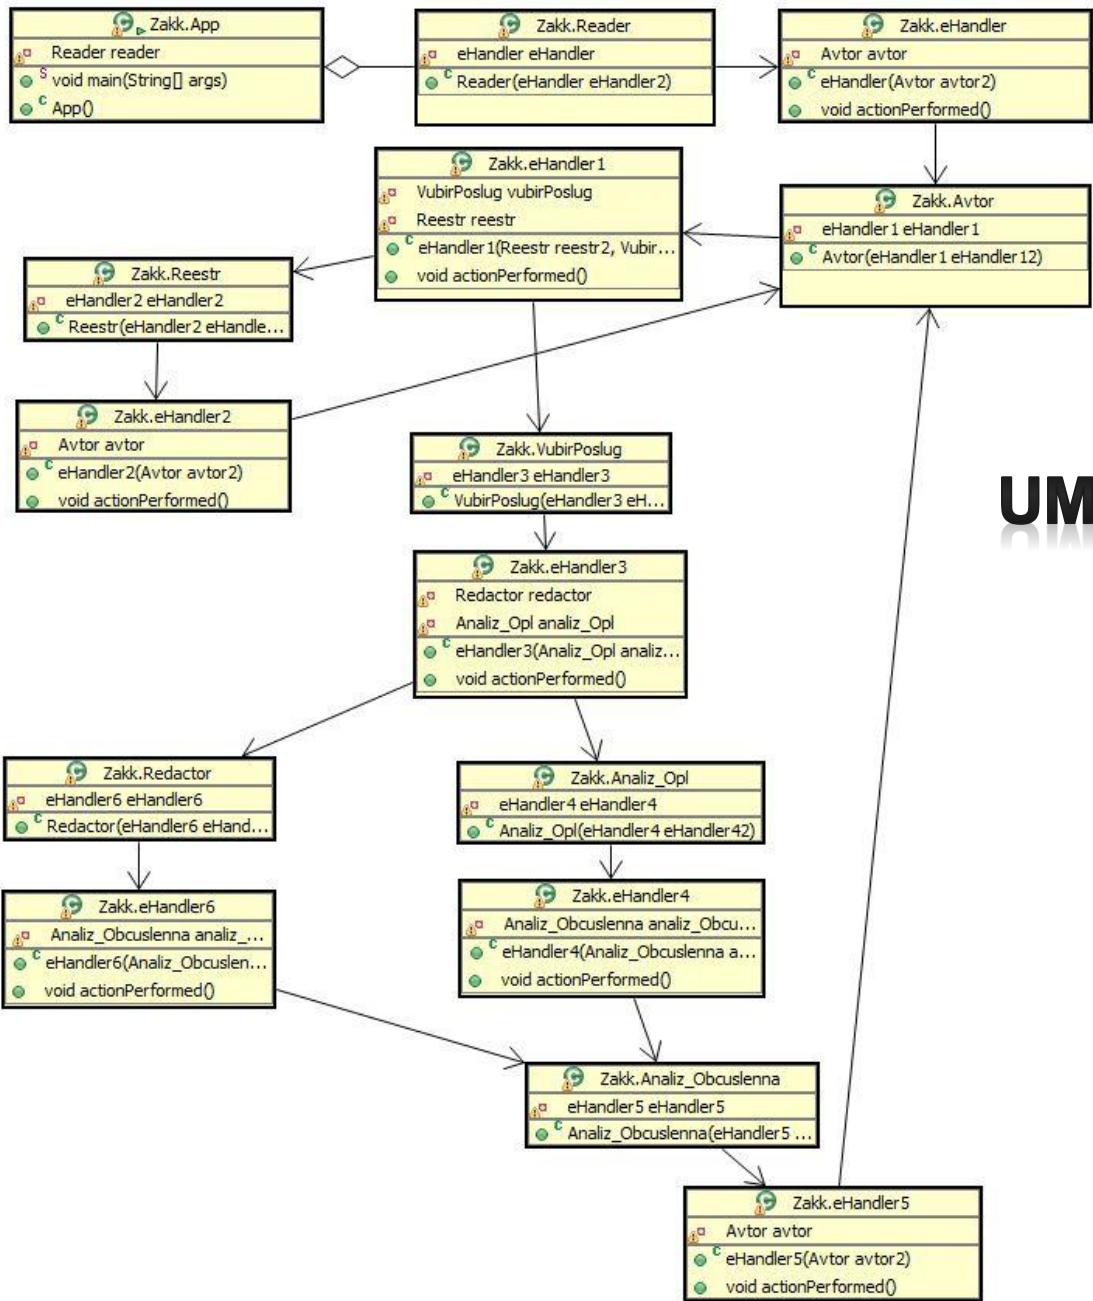 Zakk.App
Reader reader
void main(String[] args)
App()
Zakk.Reader
eHandler eHandler
Reader(eHandler eHandler2)
Zakk.eHandler
Avtor avtor
eHandler(Avtor avtor2)
void actionPerformed()
Zakk.eHandler1
VubirPoslug vubirPoslug
Reestr reestr
eHandler1(Reestr reestr2, Vubir...
void actionPerformed()
Zakk.Avtor
eHandler1 eHandler1
Avtor(eHandler1 eHandler12)
Zakk.Reestr
eHandler2 eHandler2
Reestr(eHandler2 eHandle...
Zakk.eHandler2
Avtor avtor
eHandler2(Avtor avtor2)
void actionPerformed()
Zakk.VubirPoslug
eHandler3 eHandler3
VubirPoslug(eHandler3 eH...
UM
Zakk.eHandler3
Redactor redactor
Analiz_Opl analiz_Opl
eHandler3(Analiz_Opl analiz...
void actionPerformed()
Zakk.Redactor
eHandler6 eHandler6
Redactor(eHandler6 eHand...
Zakk.Analiz_Opl
eHandler4 eHandler4
Analiz_Opl(eHandler4 eHandler42)
Zakk.eHandler6
Analiz_Obcuslenna analiz_...
eHandler6(Analiz_Obcuslen...
void actionPerformed()
Zakk.eHandler4
Analiz_Obcuslenna analiz_Obcu...
eHandler4(Analiz_Obcuslenna a...
void actionPerformed()
Zakk.Analiz_Obcuslenna
eHandler5 eHandler5
Analiz_Obcuslenna(eHandler5 ...
Zakk.eHandler5
Avtor avtor
eHandler5(Avtor avtor2)
void actionPerformed()